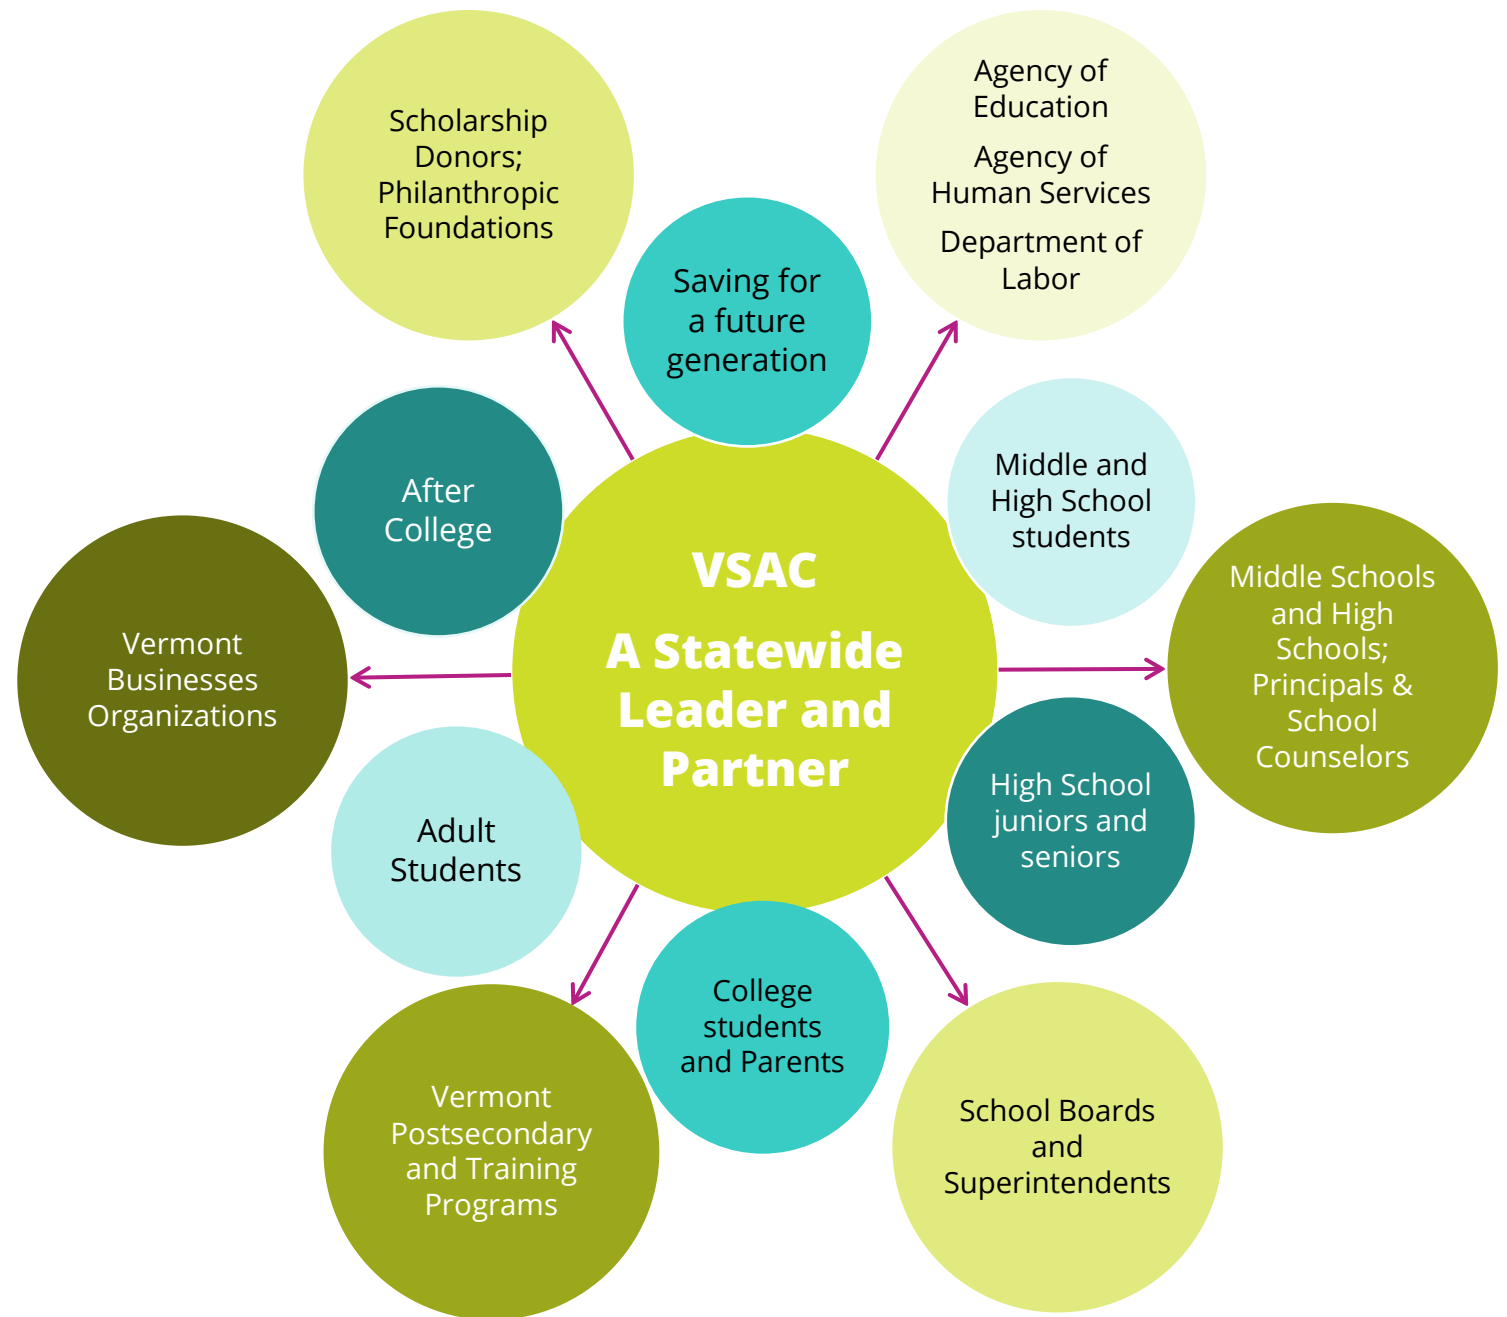 Scholarship
Donors;
Philanthropic
Foundations
Agency of
Education
Agency of
Human Services
Department of
Labor
Saving for
a future
generation
After
College
Middle and
High School
students
VSAC
A Statewide
Leader and
Partner
Vermont
Businesses
Organizations
Middle Schools
and High
Schools;
Principals &
School
Counselors
Adult
Students
High School
juniors and
seniors
College
students
and Parents
Vermont
Postsecondary
and Training
Programs
School Boards
and
Superintendents